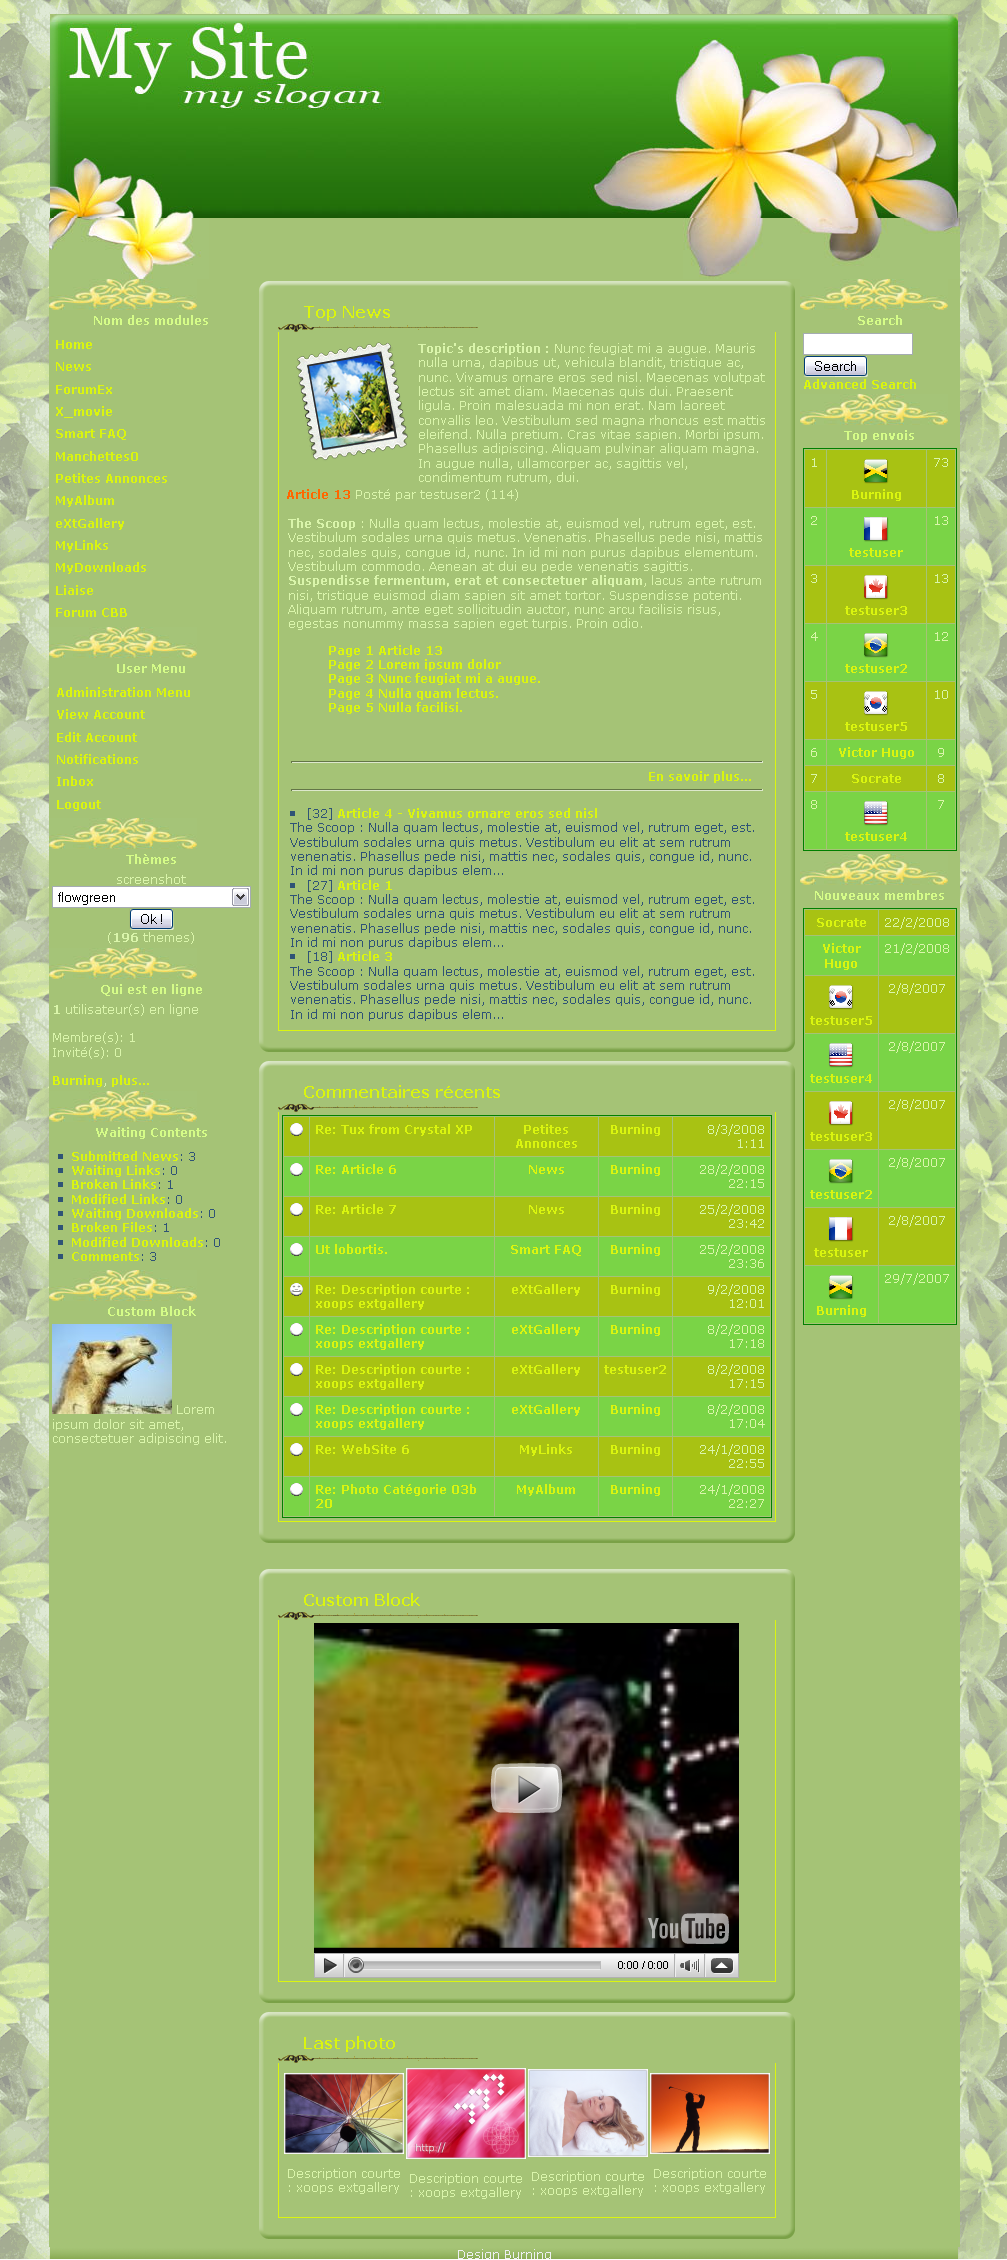 My Site
my slogan
Nom des modules
Home
News
ForumEx
X_movie
Smart FAQ
Manchettes0
Petites Annonces
MyAlbum
eXtGallery
MyLinks
MyDownloads
Liaise
Forum CBB
User Menu
Administration Menu
View Account
Edit Account
Notifications
Inbox
Logout
Thèmes
screenshot
flowgreen
Ok !
(196 themes)
Qui est en ligne
1 utilisateur(s) en ligne
Membre(s): 1
Invité(s): 0
Burning, plus...
Waiting Contents
Submitted News: 3
Waiting Links: 0
Broken Links: 1
Modified Links: 0
Waiting Downloads: 0
Broken Files: 1
Modified Downloads: 0
Comments: 3
Custom Block
Lorem
ipsum dolor sit amet,
consectetuer adipiscing elit.
Top News
Topic's description : Nunc feugiat mi a augue. Mauris
nulla urna, dapibus ut, vehicula blandit, tristique ac,
nunc. Vivamus ornare eros sed nisl. Maecenas volutpat
lectus sit amet diam. Maecenas quis dui. Praesent
ligula. Proin malesuada mi non erat. Nam laoreet
convallis leo. Vestibulum sed magna rhoncus est mattis
eleifend. Nulla pretium. Cras vitae sapien. Morbi ipsum.
Phasellus adipiscing. Aliquam pulvinar aliquam magna.
In augue nulla, ullamcorper ac, sagittis vel,
condimentum rutrum, dui.
Article 13 Posté par testuser2 (114)
The Scoop : Nulla quam lectus, molestie at, euismod vel, rutrum eget, est.
Vestibulum sodales urna quis metus. Venenatis. Phasellus pede nisi, mattis
nec, sodales quis, congue id, nunc. In id mi non purus dapibus elementum.
Vestibulum commodo. Aenean at dui eu pede venenatis sagittis.
Suspendisse fermentum, erat et consectetuer aliquam, lacus ante rutrum
nisi, tristique euismod diam sapien sit amet tortor. Suspendisse potenti.
Aliquam rutrum, ante eget sollicitudin auctor, nunc arcu facilisis risus,
egestas nonummy massa sapien eget turpis. Proin odio.
Page 1 Article 13
Page 2 Lorem ipsum dolor
Page 3 Nunc feugiat mi a augue.
Page 4 Nulla quam lectus.
Page 5 Nulla facilisi.
En savoir plus...
[32] Article 4 - Vivamus ornare eros sed nisl
The Scoop : Nulla quam lectus, molestie at, euismod vel, rutrum eget, est.
Vestibulum sodales urna quis metus. Vestibulum eu elit at sem rutrum
venenatis. Phasellus pede nisi, mattis nec, sodales quis, congue id, nunc.
In id mi non purus dapibus elem...
[27] Article 1
The Scoop : Nulla quam lectus, molestie at, euismod vel, rutrum eget, est.
Vestibulum sodales urna quis metus. Vestibulum eu elit at sem rutrum
venenatis. Phasellus pede nisi, mattis nec, sodales quis, congue id, nunc.
In id mi non purus dapibus elem...
[18] Article 3
The Scoop : Nulla quam lectus, molestie at, euismod vel, rutrum eget, est.
Vestibulum sodales urna quis metus. Vestibulum eu elit at sem rutrum
venenatis. Phasellus pede nisi, mattis nec, sodales quis, congue id, nunc.
In id mi non purus dapibus elem...
Commentaires récents
Re: Tux from Crystal XP Petites Annonces Burning 8/3/2008 1:11
Re: Article 6 News Burning 28/2/2008 22:15
Re: Article 7 News Burning 25/2/2008 23:42
Ut lobortis. Smart FAQ Burning 25/2/2008 23:36
Re: Description courte : xoops extgallery eXtGallery Burning 9/2/2008 12:01
Re: Description courte : xoops extgallery eXtGallery Burning 8/2/2008 17:18
Re: Description courte : xoops extgallery eXtGallery testuser2 8/2/2008 17:15
Re: Description courte : xoops extgallery eXtGallery Burning 8/2/2008 17:04
Re: WebSite 6 MyLinks Burning 24/1/2008 22:55
Re: Photo Catégorie 03b 20 MyAlbum Burning 24/1/2008 22:27
Custom Block
YouTube
0:00 / 0:00
Last photo
http://
Description courte : xoops extgallery
Description courte : xoops extgallery
Description courte : xoops extgallery
Description courte : xoops extgallery
Search
Search
Advanced Search
Top envois
1 Burning 73
2 testuser 13
3 testuser3 13
4 testuser2 12
5 testuser5 10
6 Victor Hugo 9
7 Socrate 8
8 testuser4 7
Nouveaux membres
Socrate 22/2/2008
Victor Hugo 21/2/2008
testuser5 2/8/2007
testuser4 2/8/2007
testuser3 2/8/2007
testuser2 2/8/2007
testuser 2/8/2007
Burning 29/7/2007
Design Burning